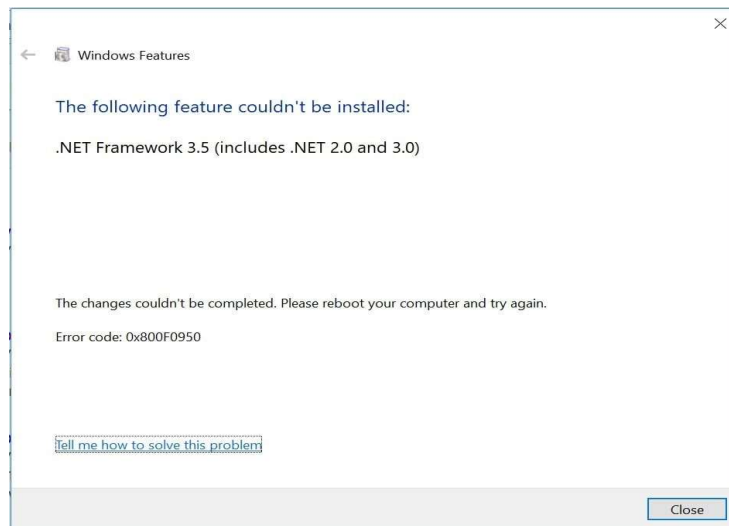 Windows Features
The following feature couldn't be installed:
.NET Framework 3.5 (includes .NET 2.0 and 3.0)
The changes couldn't be completed. Please reboot your computer and try again.
Error code: 0x800F0950
Tell me how to solve this problem
Close